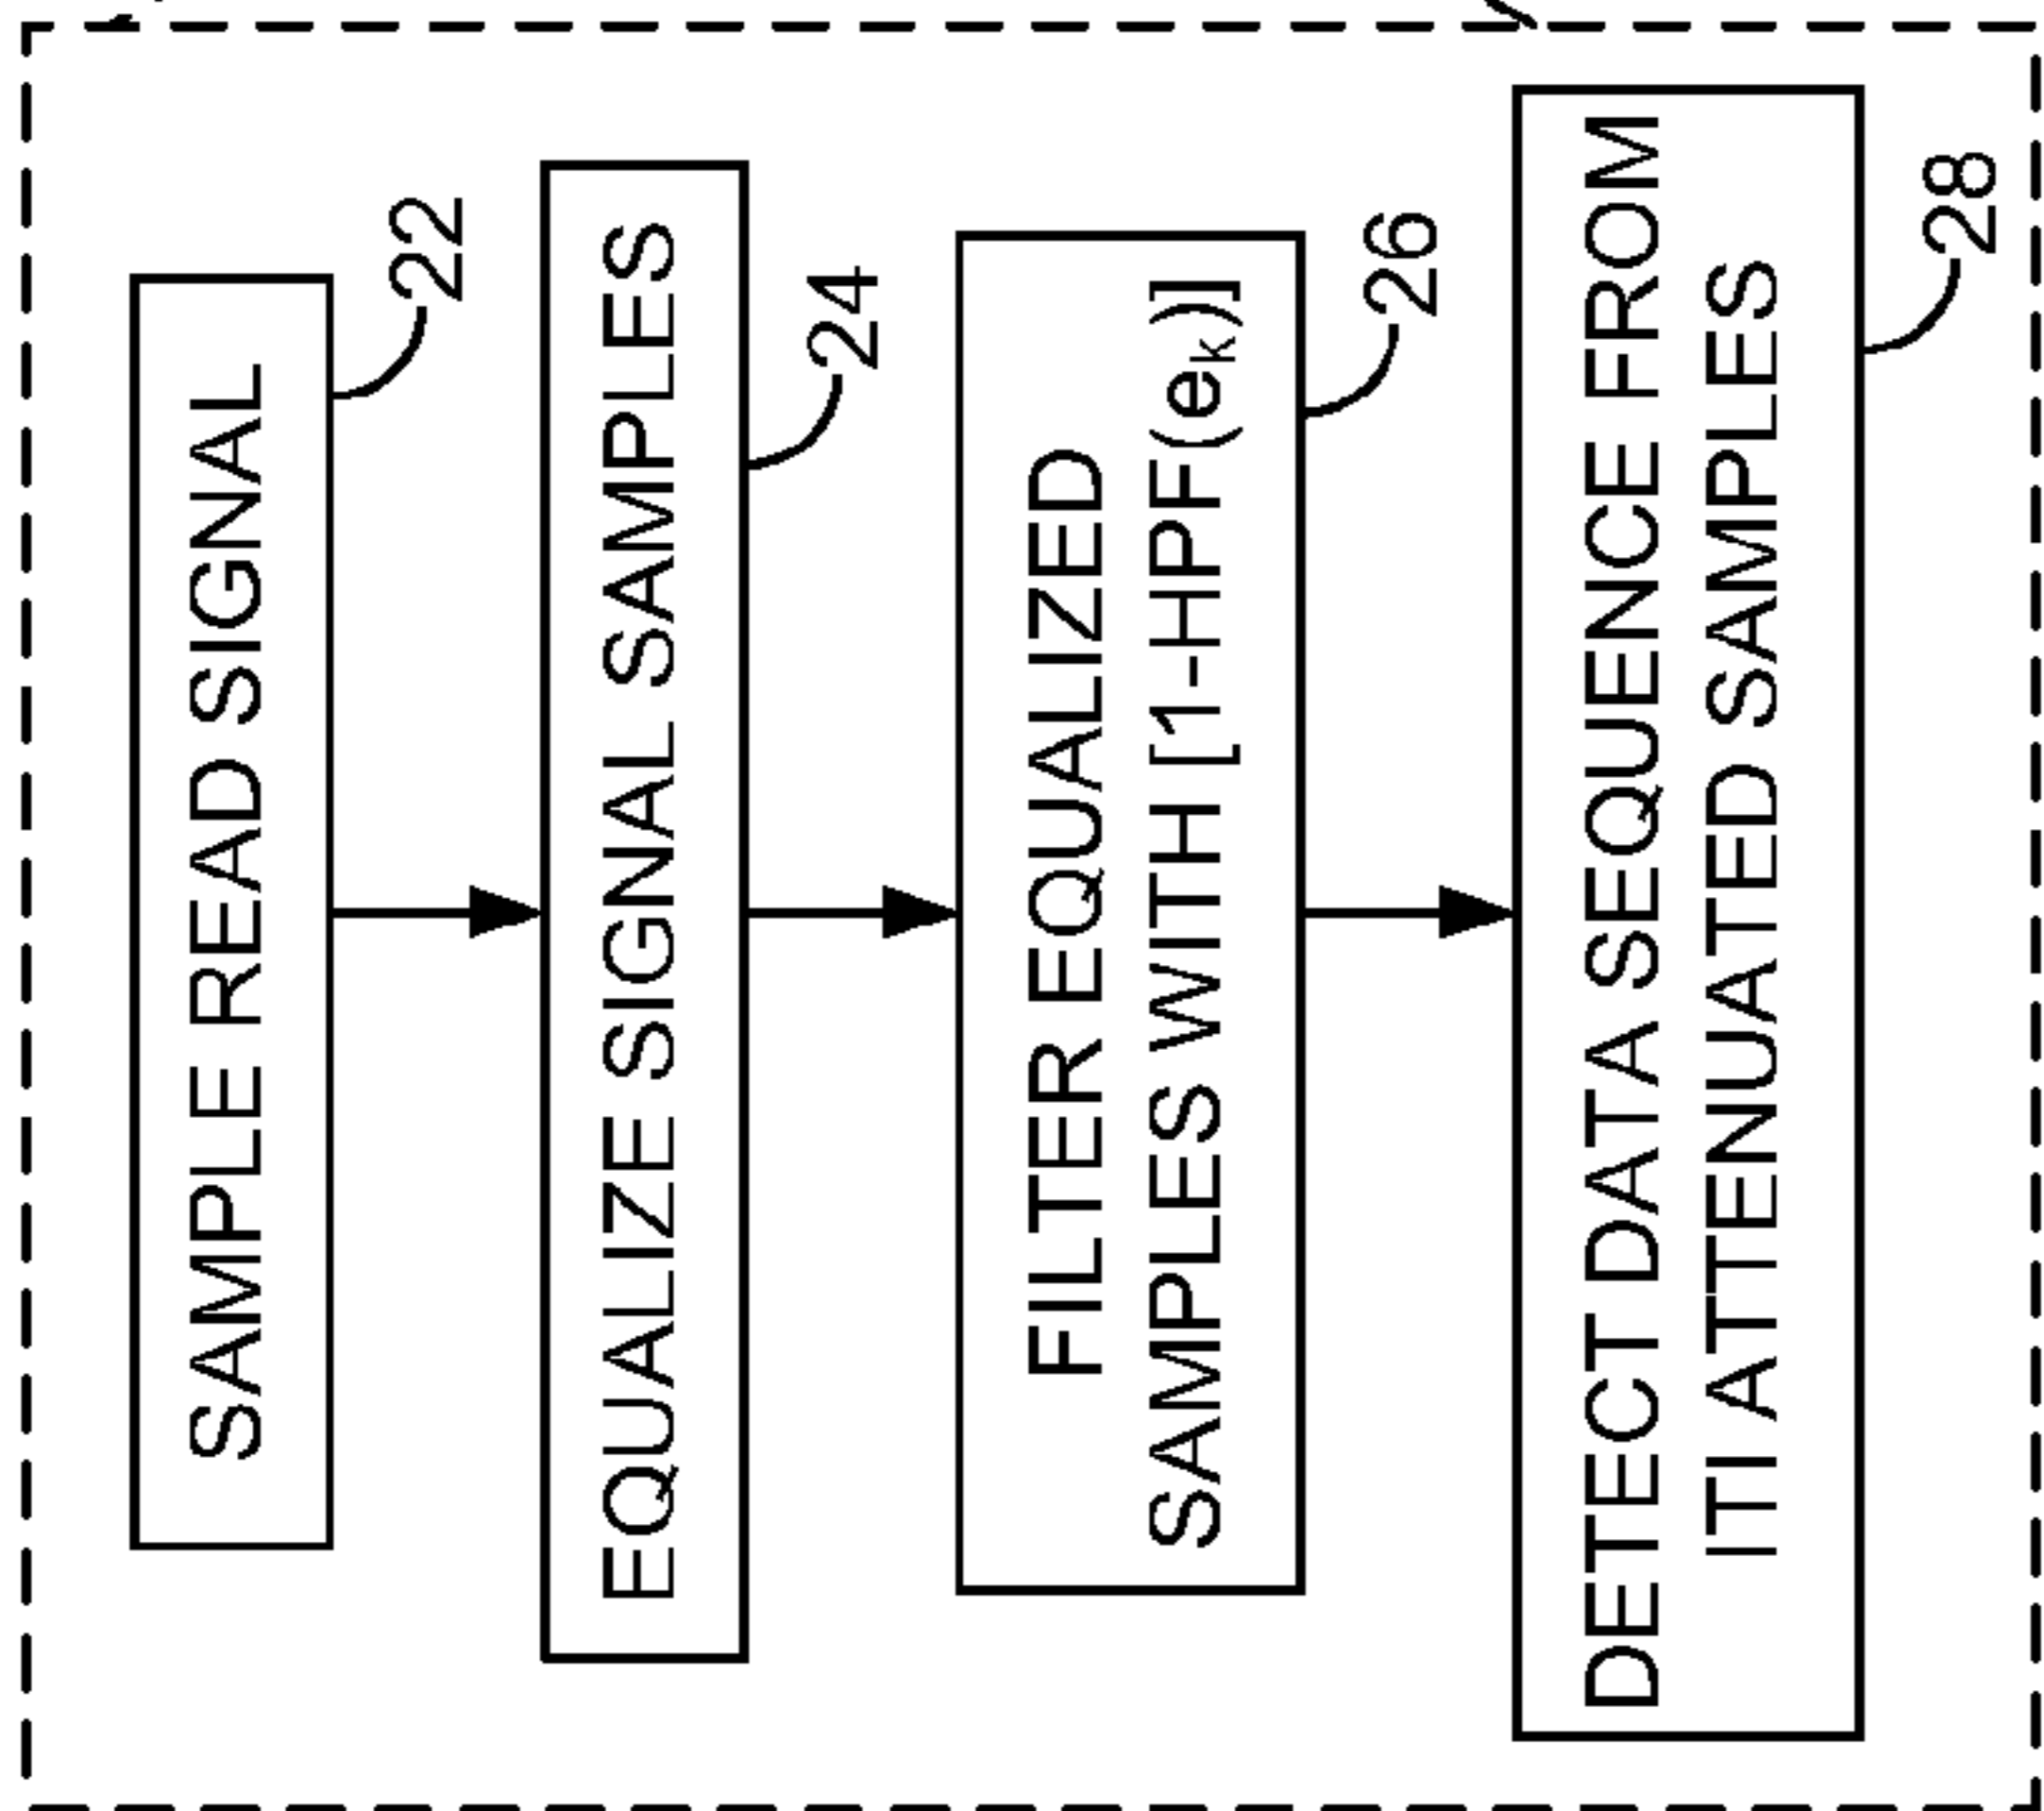 SAMPLE READ SIGNAL
22
EQUALIZE SIGNAL SAMPLES
24
FILTER EQUALIZED
SAMPLES WITH [1-HPF(eₖ)]
26
DETECT DATA SEQUENCE FROM
ITI ATTENUATED SAMPLES
28